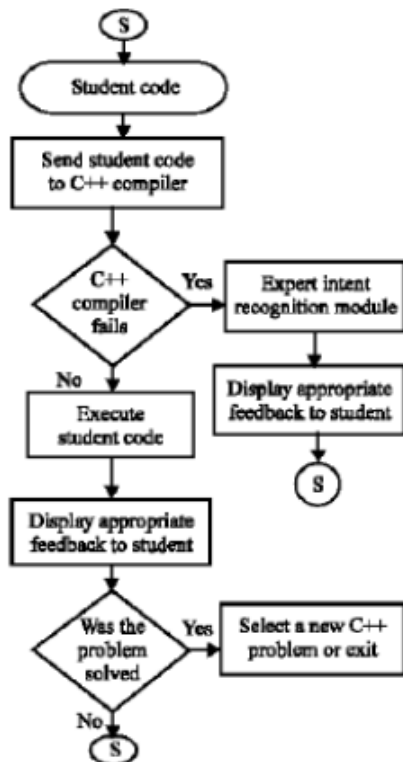 S
Student code
Send student code
to C++ compiler
C++
compiler
fails
Yes
Expert intent
recognition module
Display appropriate
feedback to student
S
No
Execute
student code
Display appropriate
feedback to student
Was the
problem
solved
Yes
Select a new C++
problem or exit
No
S